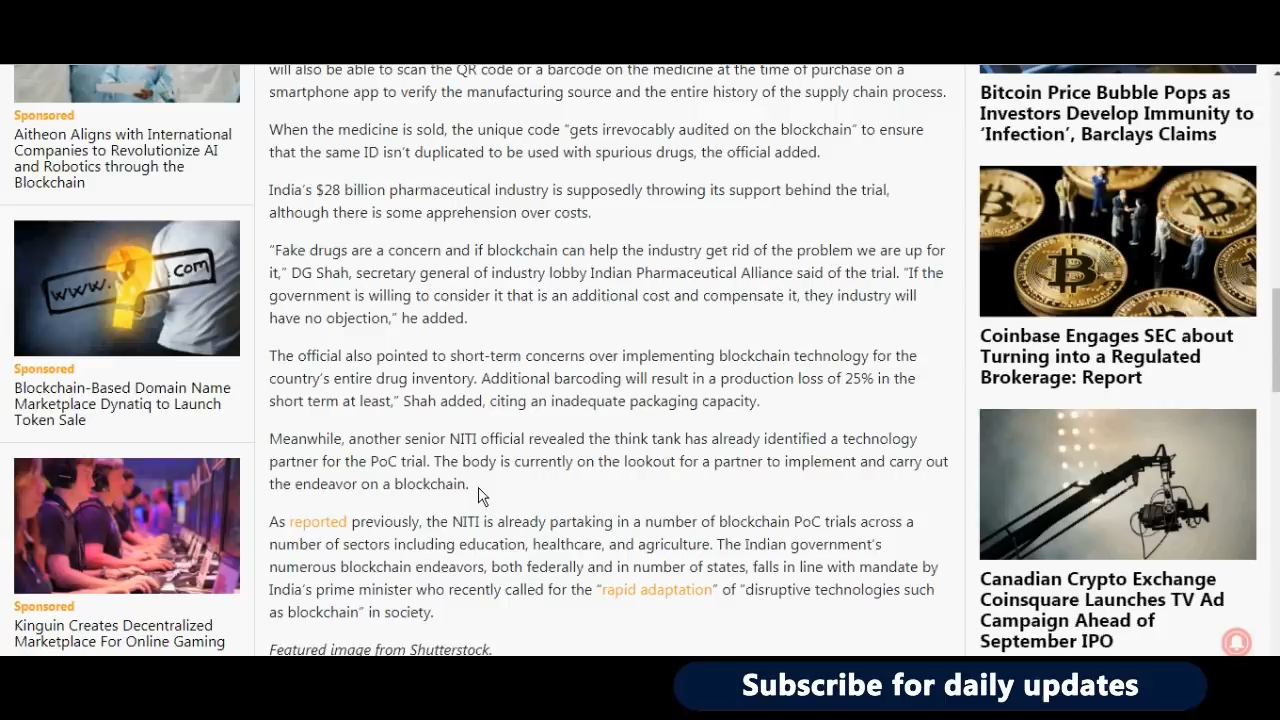 Sponsored
Aitheon Aligns with International
Companies to Revolutionize AI
and Robotics through the
Blockchain
www. ? .com
Sponsored
Blockchain-Based Domain Name
Marketplace Dynatiq to Launch
Token Sale
Sponsored
Kinguin Creates Decentralized
Marketplace For Online Gaming
will also be able to scan the QR code or a barcode on the medicine at the time of purchase on a
smartphone app to verify the manufacturing source and the entire history of the supply chain process.
When the medicine is sold, the unique code “gets irrevocably audited on the blockchain” to ensure
that the same ID isn’t duplicated to be used with spurious drugs, the official added.
India’s $28 billion pharmaceutical industry is supposedly throwing its support behind the trial,
although there is some apprehension over costs.
“Fake drugs are a concern and if blockchain can help the industry get rid of the problem we are up for
it,” DG Shah, secretary general of industry lobby Indian Pharmaceutical Alliance said of the trial. “If the
government is willing to consider it that is an additional cost and compensate it, they industry will
have no objection,” he added.
The official also pointed to short-term concerns over implementing blockchain technology for the
country’s entire drug inventory. Additional barcoding will result in a production loss of 25% in the
short term at least,” Shah added, citing an inadequate packaging capacity.
Meanwhile, another senior NITI official revealed the think tank has already identified a technology
partner for the PoC trial. The body is currently on the lookout for a partner to implement and carry out
the endeavor on a blockchain.
As reported previously, the NITI is already partaking in a number of blockchain PoC trials across a
number of sectors including education, healthcare, and agriculture. The Indian government’s
numerous blockchain endeavors, both federally and in number of states, falls in line with mandate by
India’s prime minister who recently called for the “rapid adaptation” of “disruptive technologies such
as blockchain” in society.
Featured image from Shutterstock.
Bitcoin Price Bubble Pops as
Investors Develop Immunity to
‘Infection’, Barclays Claims
Coinbase Engages SEC about
Turning into a Regulated
Brokerage: Report
Canadian Crypto Exchange
Coinsquare Launches TV Ad
Campaign Ahead of
September IPO
Subscribe for daily updates